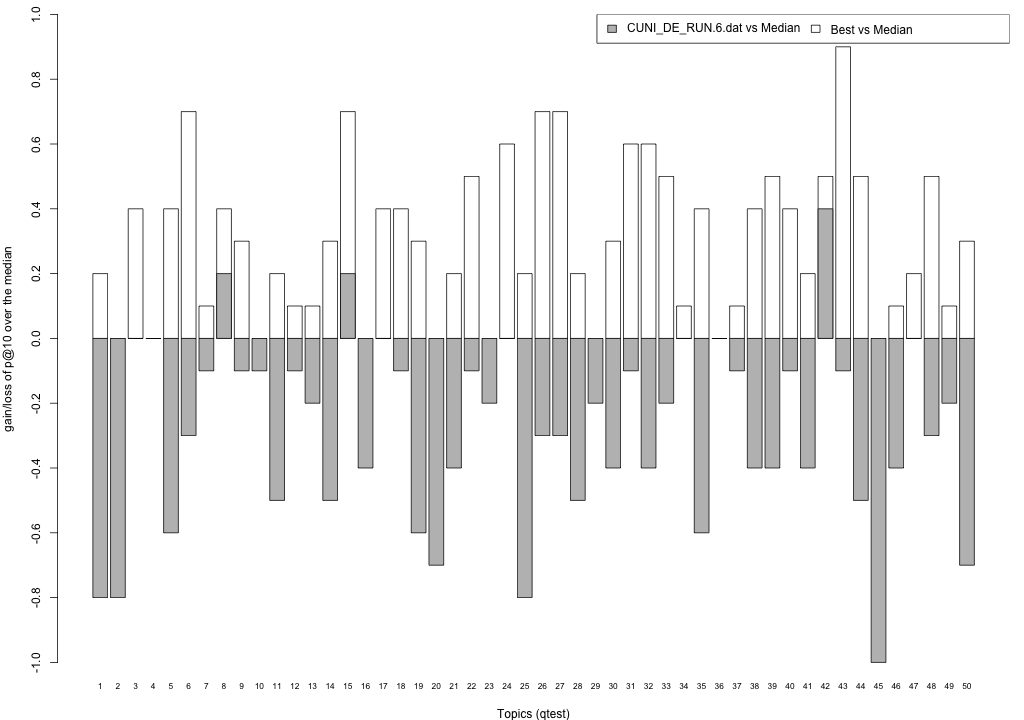 CUNI_DE_RUN.6.dat vs Median Best vs Median
gain/loss of p@10 over the median
1.0
0.8
0.6
0.4
0.2
0.0
-0.2
-0.4
-0.6
-0.8
-1.0
1 2 3 4 5 6 7 8 9 10 11 12 13 14 15 16 17 18 19 20 21 22 23 24 25 26 27 28 29 30 31 32 33 34 35 36 37 38 39 40 41 42 43 44 45 46 47 48 49 50
Topics (qtest)